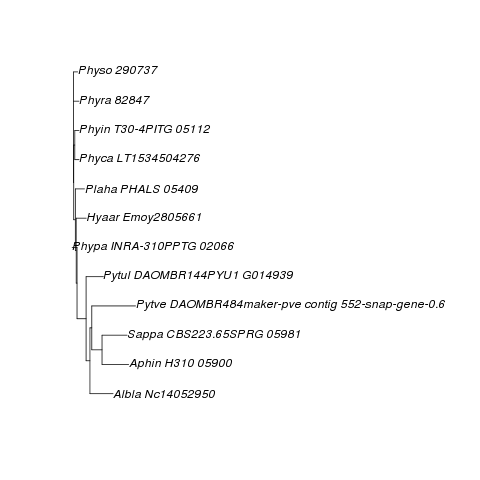 Physo 290737
Phyra 82847
Phyin T30-4PITG 05112
Phyca LT1534504276
Plaha PHALS 05409
Hyaar Emoy2805661
Phypa INRA-310PPTG 02066
Pytul DAOMBR144PYU1 G014939
Pytve DAOMBR484maker-pve contig 552-snap-gene-0.6
Sappa CBS223.65SPRG 05981
Aphin H310 05900
Albla Nc14052950